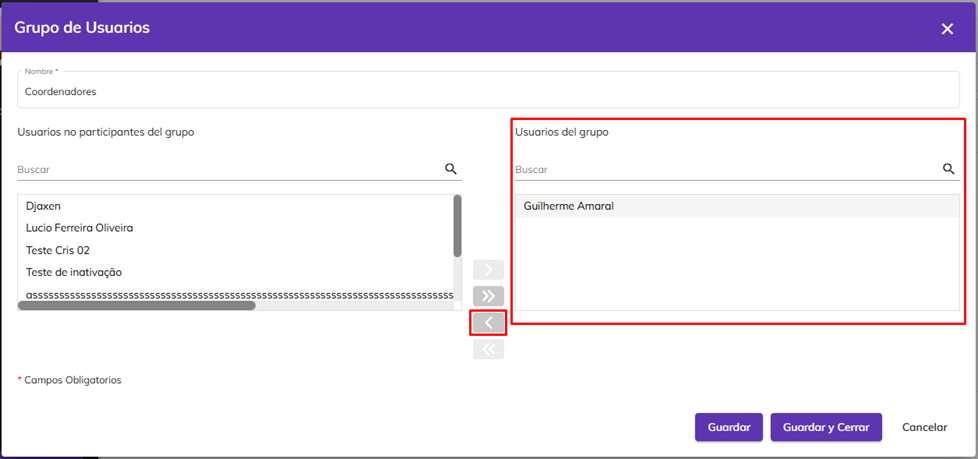 Grupo de Usuarios
Nombre *
Coordenadores
Usuarios no participantes del grupo
Buscar
Djaxen
Lucio Ferreira Oliveira
Teste Cris 02
Teste de inativação
Usuarios del grupo
Buscar
Guilherme Amaral
* Campos Obligatorios
Guardar
Guardar y Cerrar
Cancelar